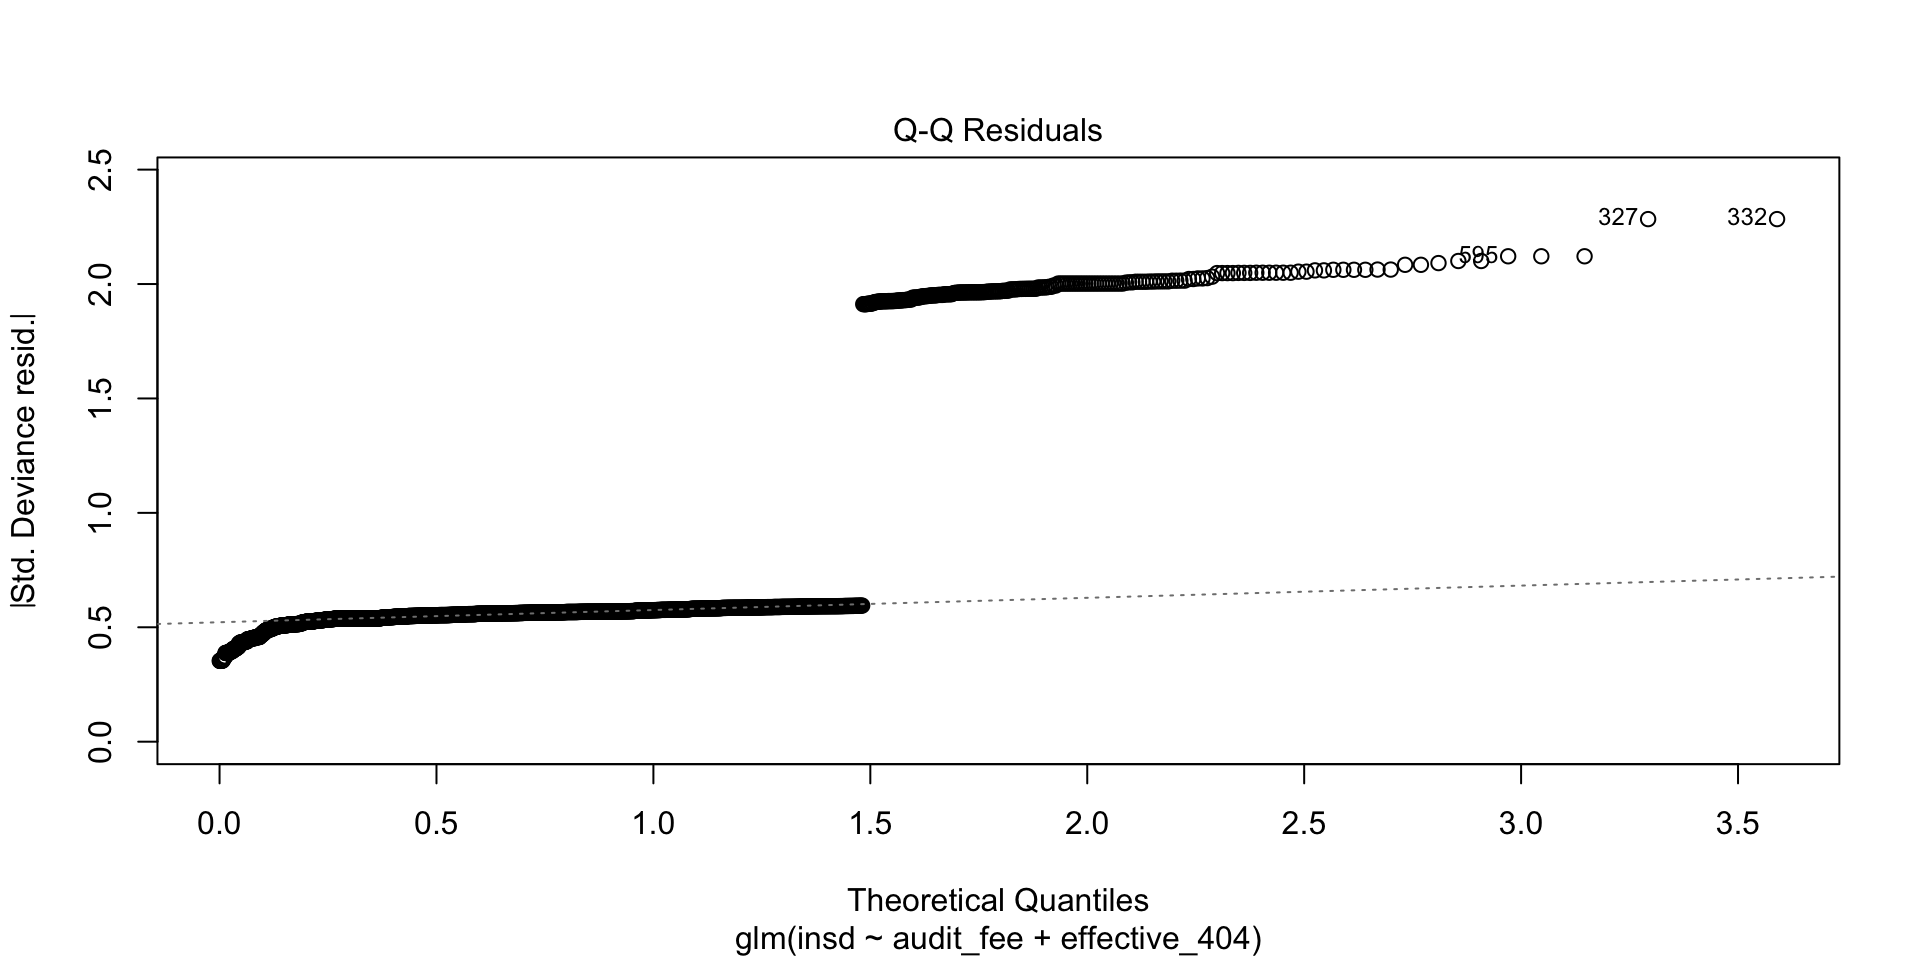 Q-Q Residuals
|Std. Deviance resid.|
2.5
2.0
1.5
1.0
0.5
0.0
327
332
595
0.0 0.5 1.0 1.5 2.0 2.5 3.0 3.5
Theoretical Quantiles
glm(insd ~ audit_fee + effective_404)